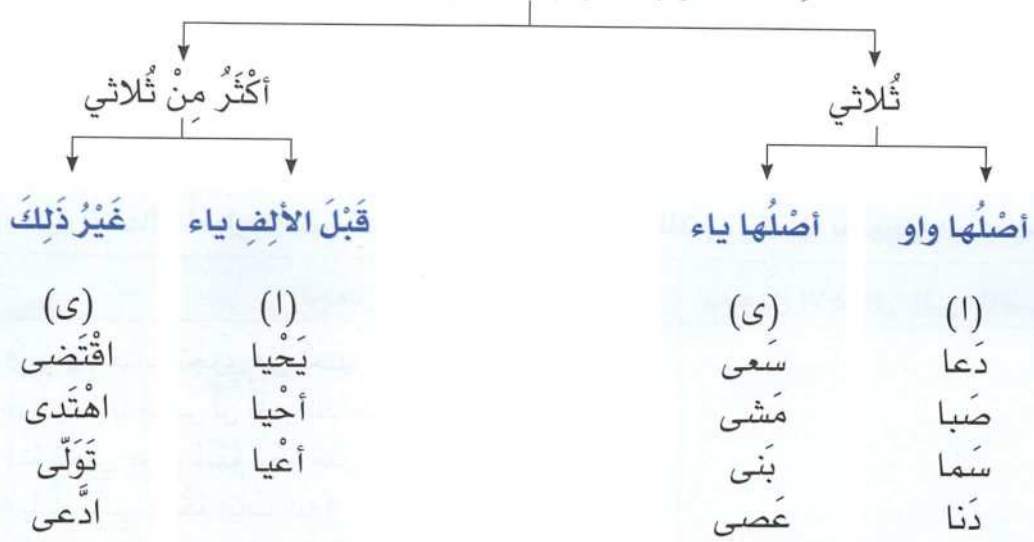 ثُلاثي أكْثَرُ مِنْ ثُلاثي
أصْلُها واو أصْلُها ياء قَبْلَ الألِفِ ياء غَيْرُ ذَلِكَ
(ا) (ى) (ا) (ى)
دَعا سَعى يَحْيا اقْتَضى
صَبا مَشى أحْيا اهْتَدى
سَما بَنى أعْيا تَوَلّى
دَنا عَصى ادَّعى